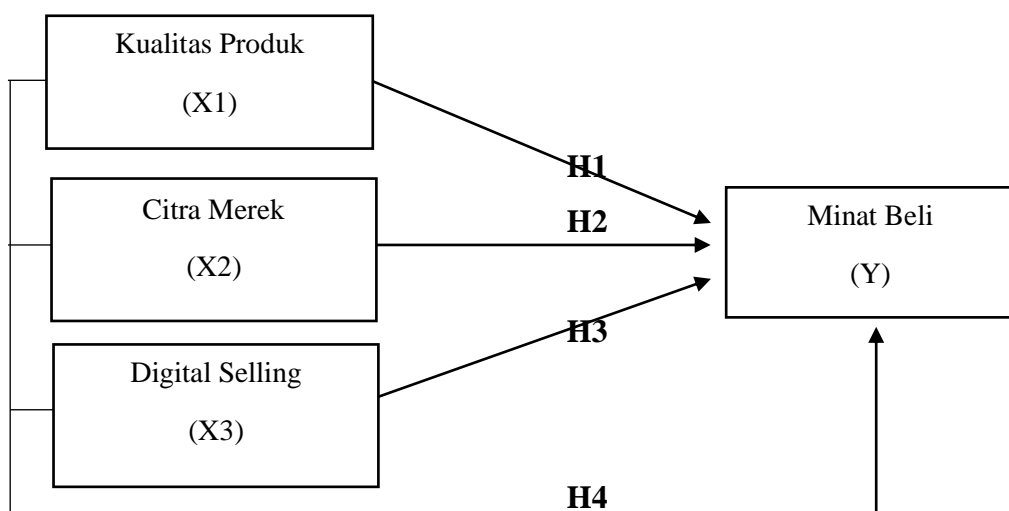 Kualitas Produk
(X1)
H1
Citra Merek
(X2)
H2
Minat Beli
(Y)
Digital Selling
(X3)
H3
H4